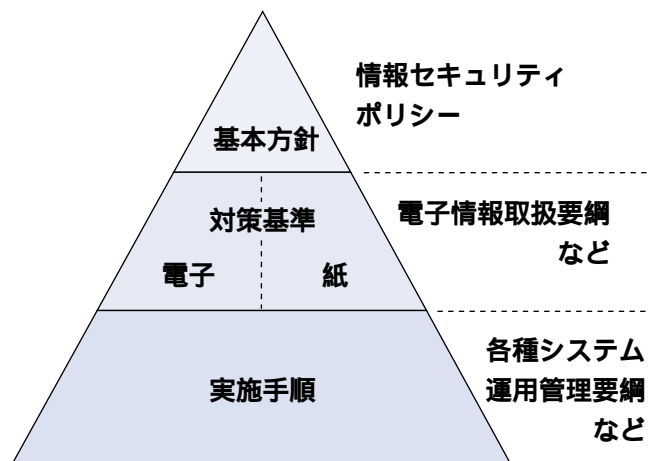 情報セキュリティ
ポリシー
基本方針
対策基準
電子
紙
電子情報取扱要綱
など
実施手順
各種システム
運用管理要綱
など